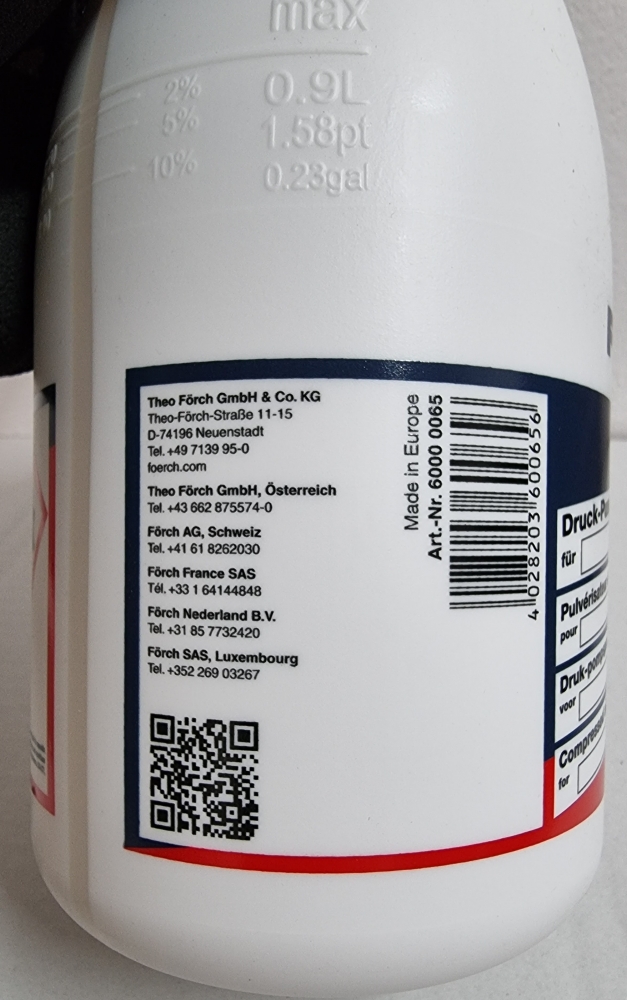 max
2%
0.9L
5%
1.58pt
10%
0.23gal
Theo Förch GmbH & Co. KG
Theo-Förch-Straße 11-15
D-74196 Neuenstadt
Tel. +49 7139 95-0
foerch.com
Theo Förch GmbH, Österreich
Tel. +43 662 875574-0
Förch AG, Schweiz
Tel. +41 61 8262030
Förch France SAS
Tél. +33 1 64144848
Förch Nederland B.V.
Tel. +31 85 7732420
Förch SAS, Luxembourg
Tel. +352 269 03267
Made in Europe
Art.-Nr. 6000 0065
4 028203 600656
für
pour
voor
for